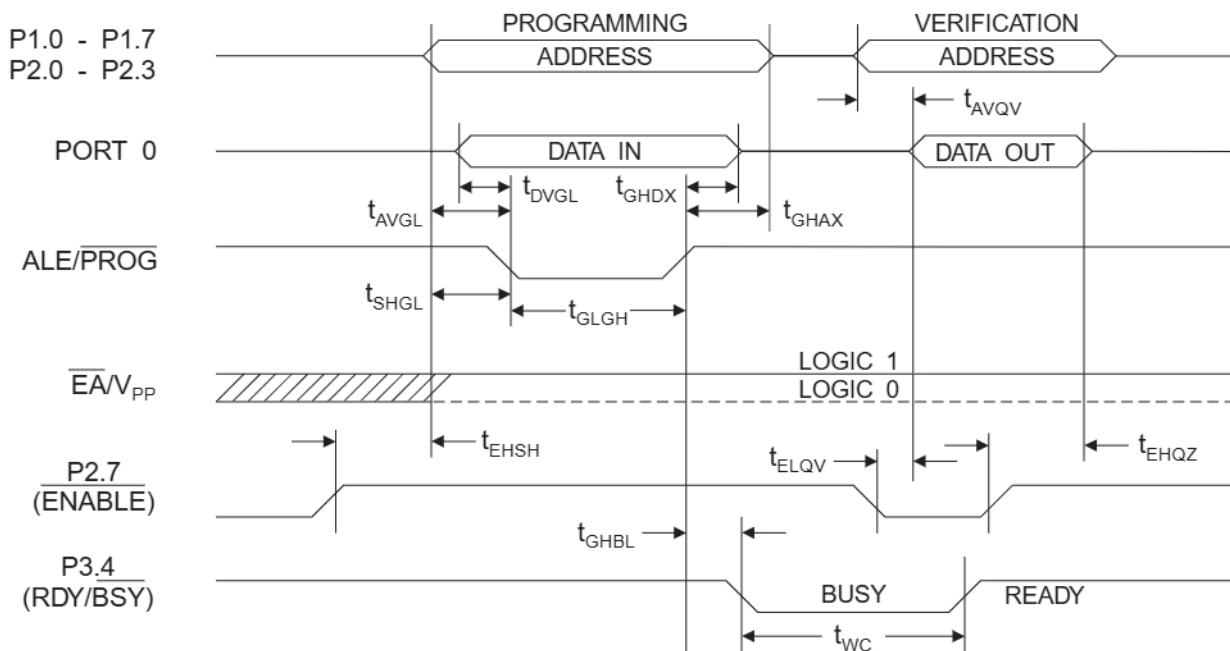 PROGRAMMING VERIFICATION
P1.0 - P1.7
P2.0 - P2.3
ADDRESS ADDRESS
tAVQV
PORT 0 DATA IN DATA OUT
tDVGL tGHDX
tAVGL tGHAX
ALE/PROG
tSHGL tGLGH
LOGIC 1
EA/VPP
LOGIC 0
tEHSH tELQV tEHQZ
P2.7
(ENABLE)
tGHBL
P3.4
(RDY/BSY) BUSY READY
tWC